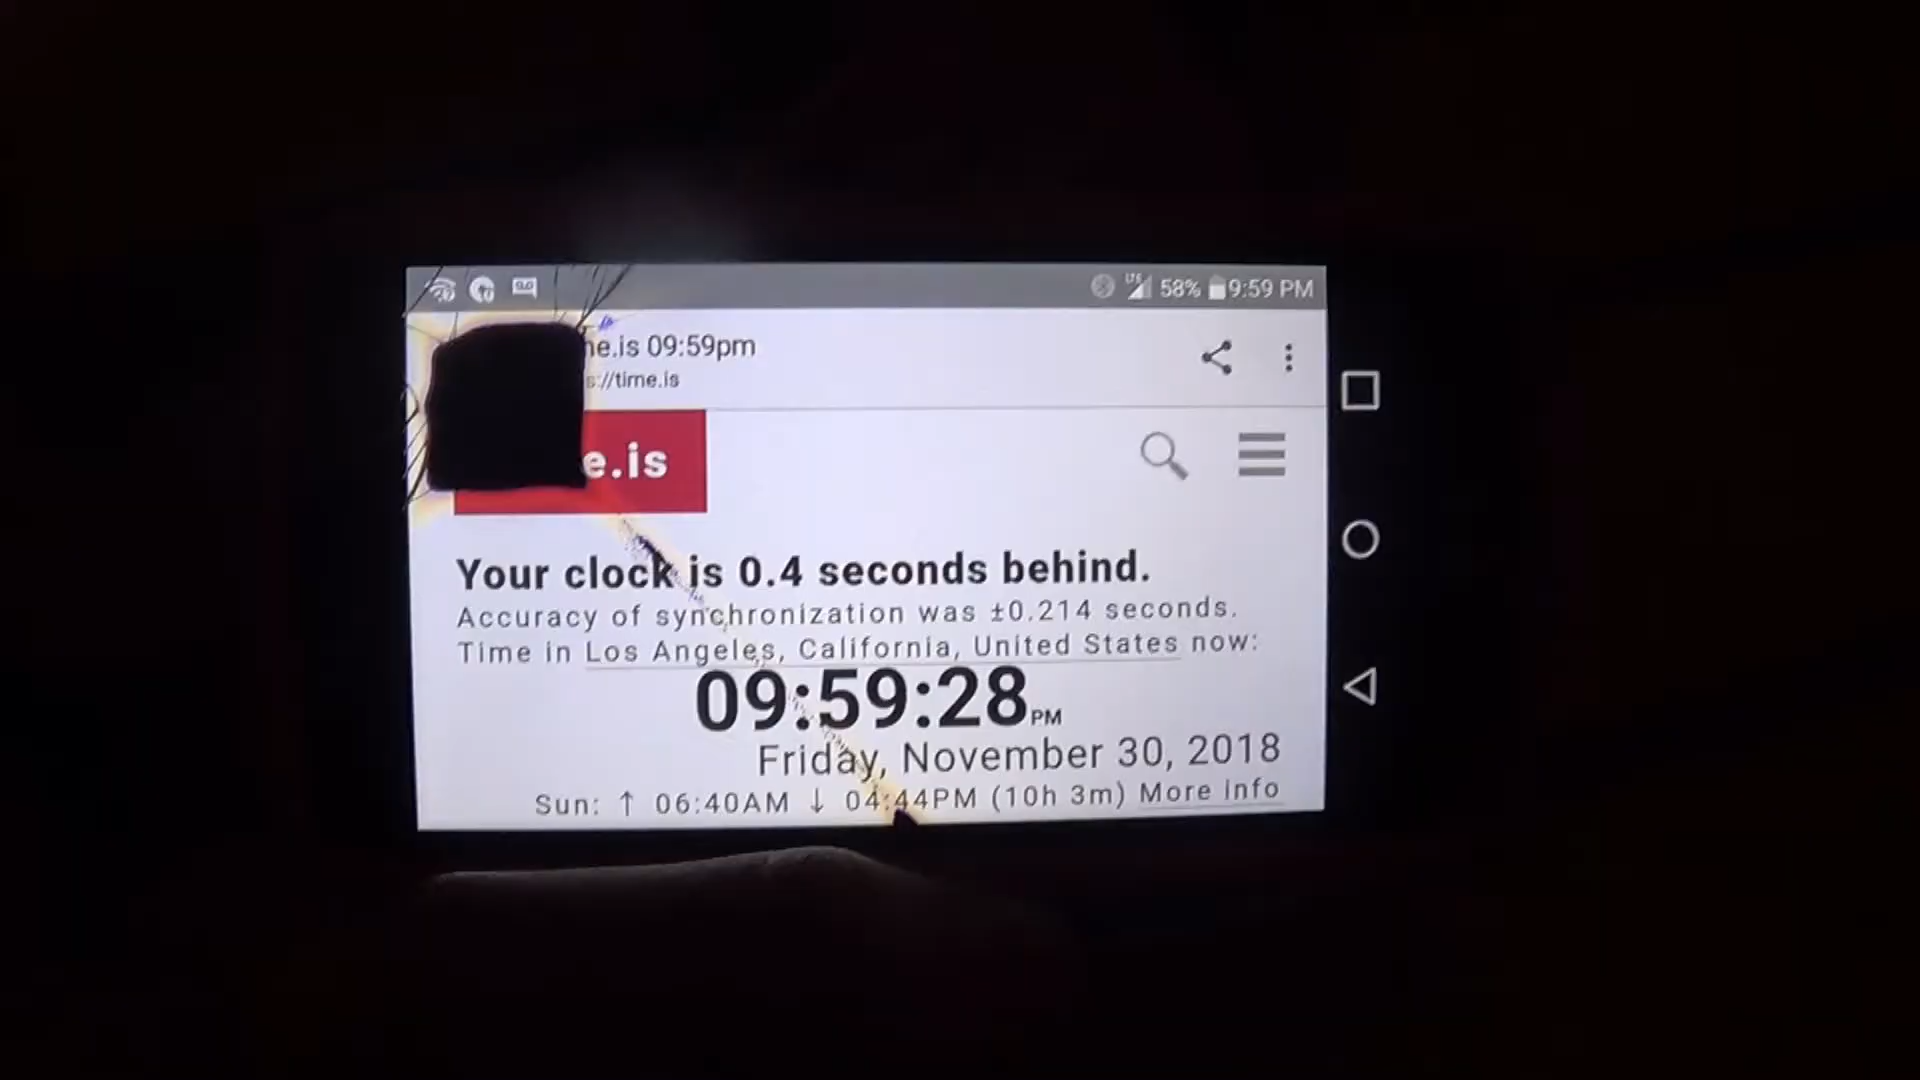 LTE 58% 9:59 PM
e.is 09:59pm
s://time.is
e.is
Your clock is 0.4 seconds behind.
Accuracy of synchronization was ±0.214 seconds.
Time in Los Angeles, California, United States now:
09:59:28PM
Friday, November 30, 2018
Sun: ↑ 06:40AM ↓ 04:44PM (10h 3m) More info